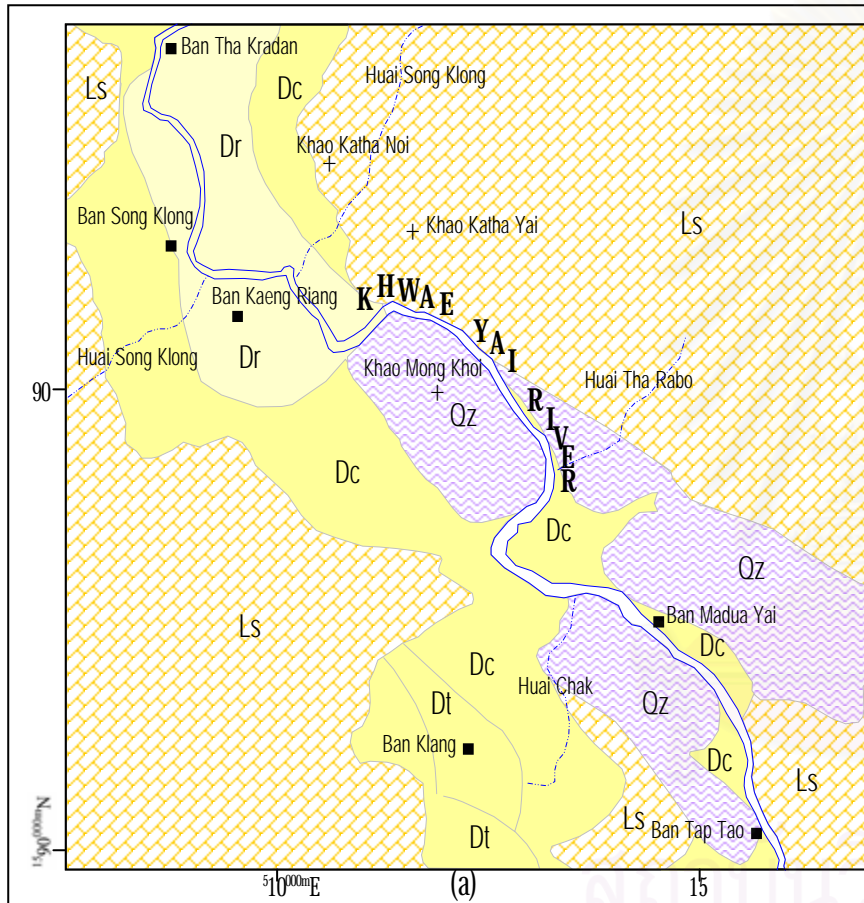 Ban Tha Kradan
Huai Song Klong
Ls
Dc
Khao Katha Noi
Dr
Ban Song Klong
Khao Katha Yai
Ls
KHWAE YAI RIVER
Ban Kaeng Riang
Huai Song Klong
Dr
Khao Mong Khoi
Huai Tha Rabo
90
Qz
Dc
Dc
Qz
Ban Madua Yai
Ls
Dc
Dc
Huai Chak
Dt
Qz
Ban Klang
Dc
Ls
Ls
Ban Tap Tao
Dt
510000mE
(a)
15